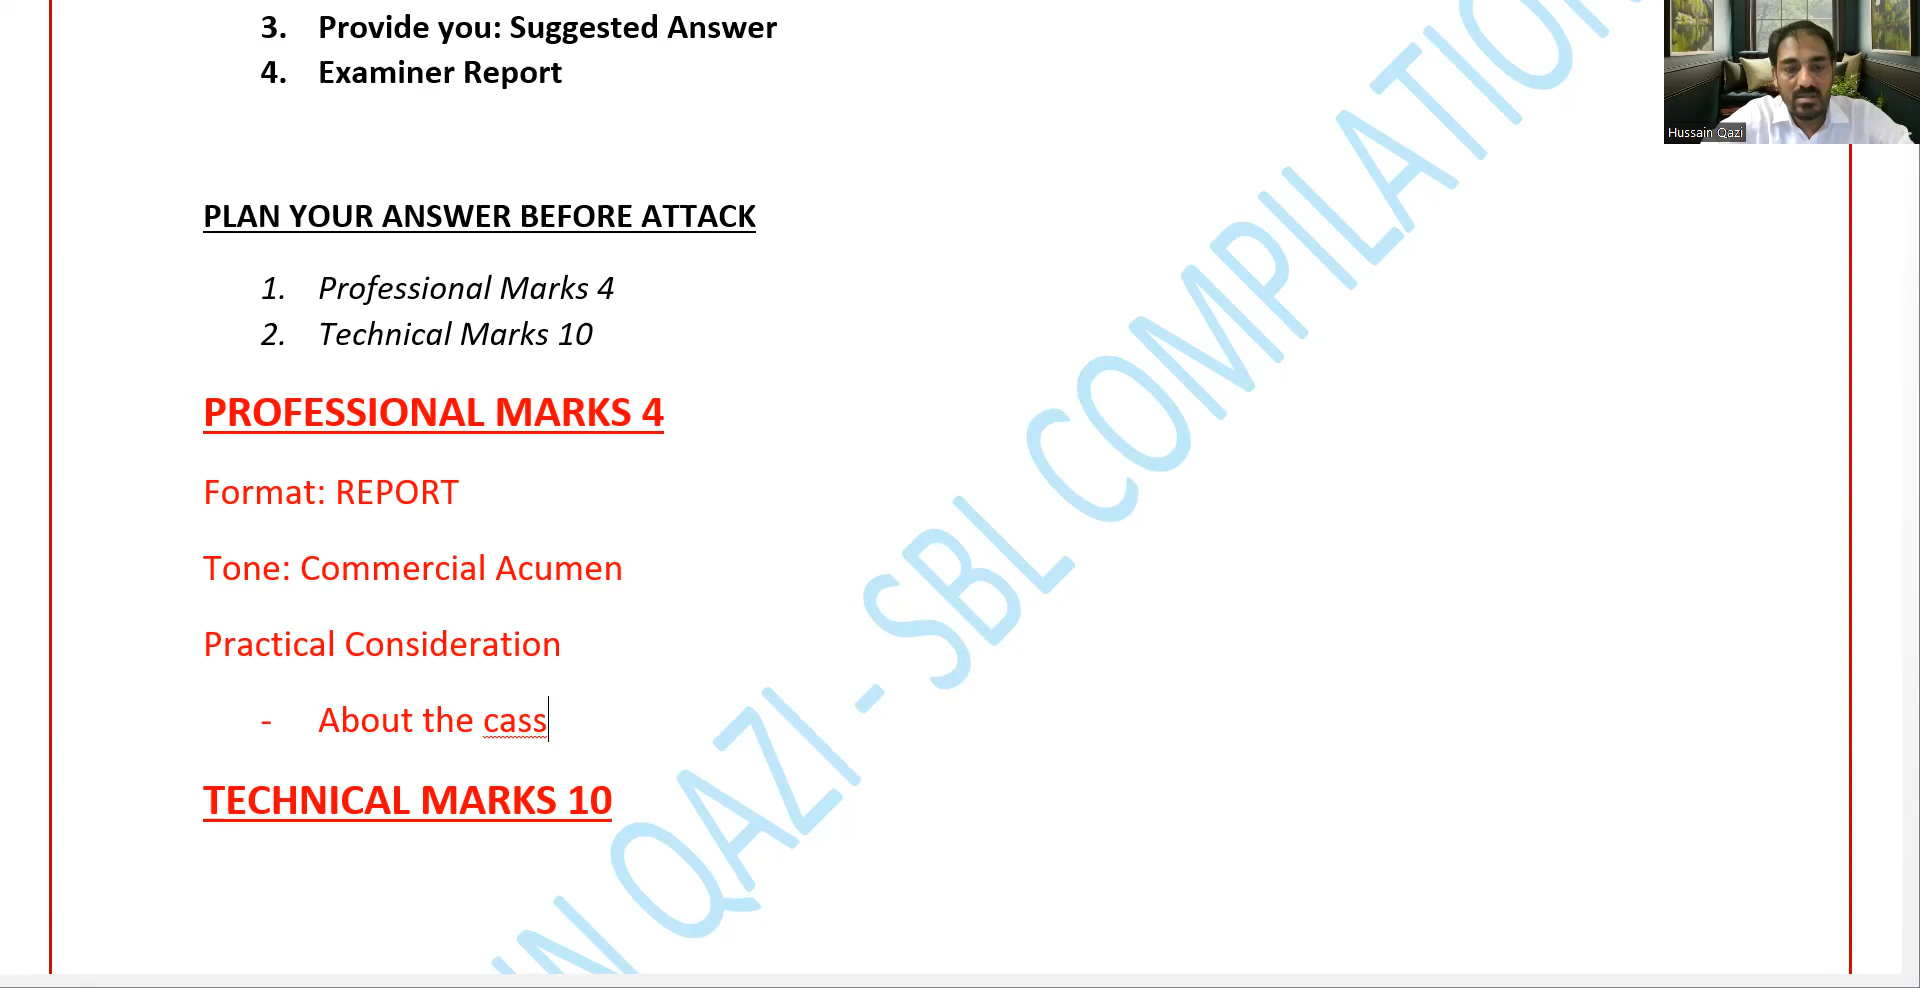 3. Provide you: Suggested Answer
4. Examiner Report
Hussain Qazi
PLAN YOUR ANSWER BEFORE ATTACK
1. Professional Marks 4
2. Technical Marks 10
PROFESSIONAL MARKS 4
Format: REPORT
Tone: Commercial Acumen
Practical Consideration
- About the cass
TECHNICAL MARKS 10
IN QAZI - SBL COMPILATION